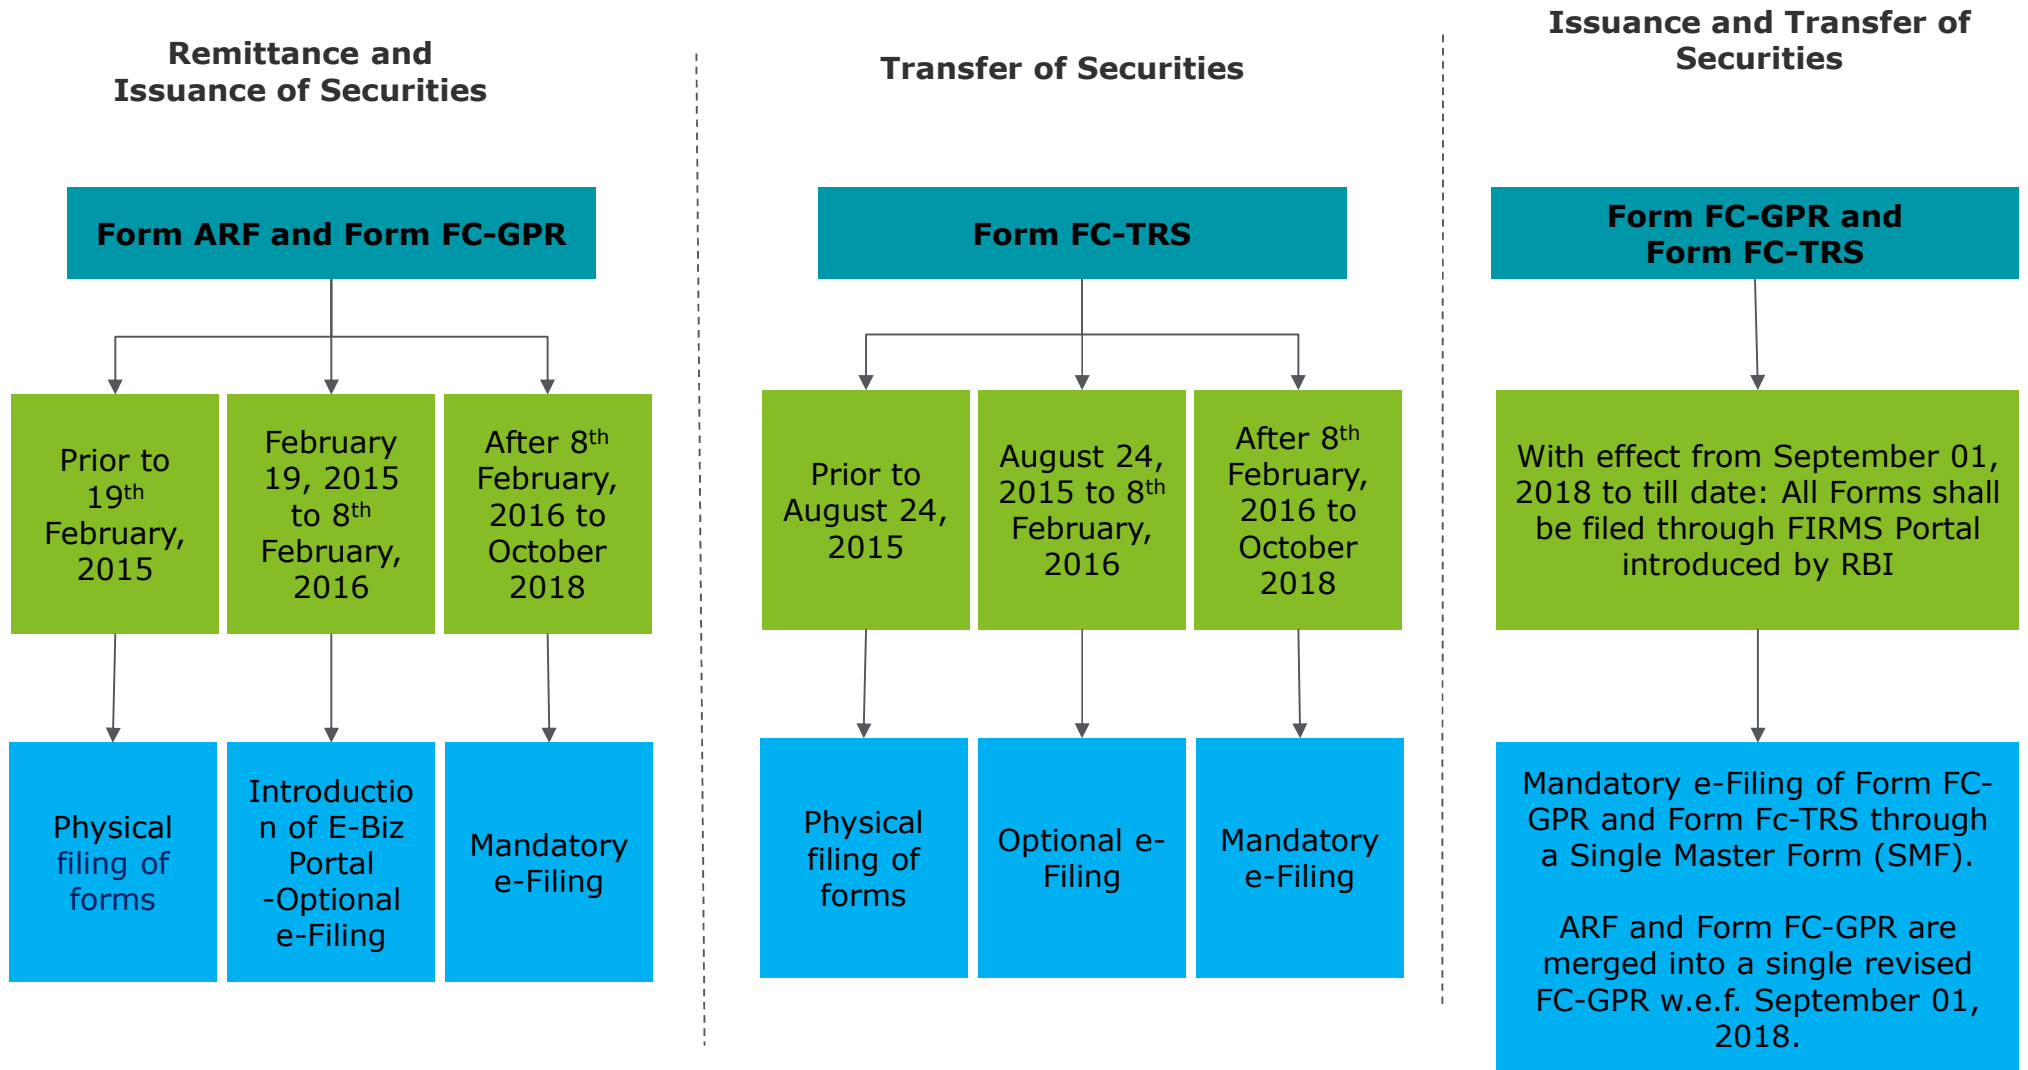 Remittance and
Issuance of Securities
Form ARF and Form FC-GPR
Prior to
19th
February,
2015
February
19, 2015
to 8th
February,
2016
After 8th
February,
2016 to
October
2018
Physical
filing of
forms
Introductio
n of E-Biz
Portal
-Optional
e-Filing
Mandatory
e-Filing
Transfer of Securities
Form FC-TRS
Prior to
August 24,
2015
August 24,
2015 to 8th
February,
2016
After 8th
February,
2016 to
October
2018
Physical
filing of
forms
Optional e-
Filing
Mandatory
e-Filing
Issuance and Transfer of
Securities
Form FC-GPR and
Form FC-TRS
With effect from September 01,
2018 to till date: All Forms shall
be filed through FIRMS Portal
introduced by RBI
Mandatory e-Filing of Form FC-
GPR and Form Fc-TRS through
a Single Master Form (SMF).
ARF and Form FC-GPR are
merged into a single revised
FC-GPR w.e.f. September 01,
2018.